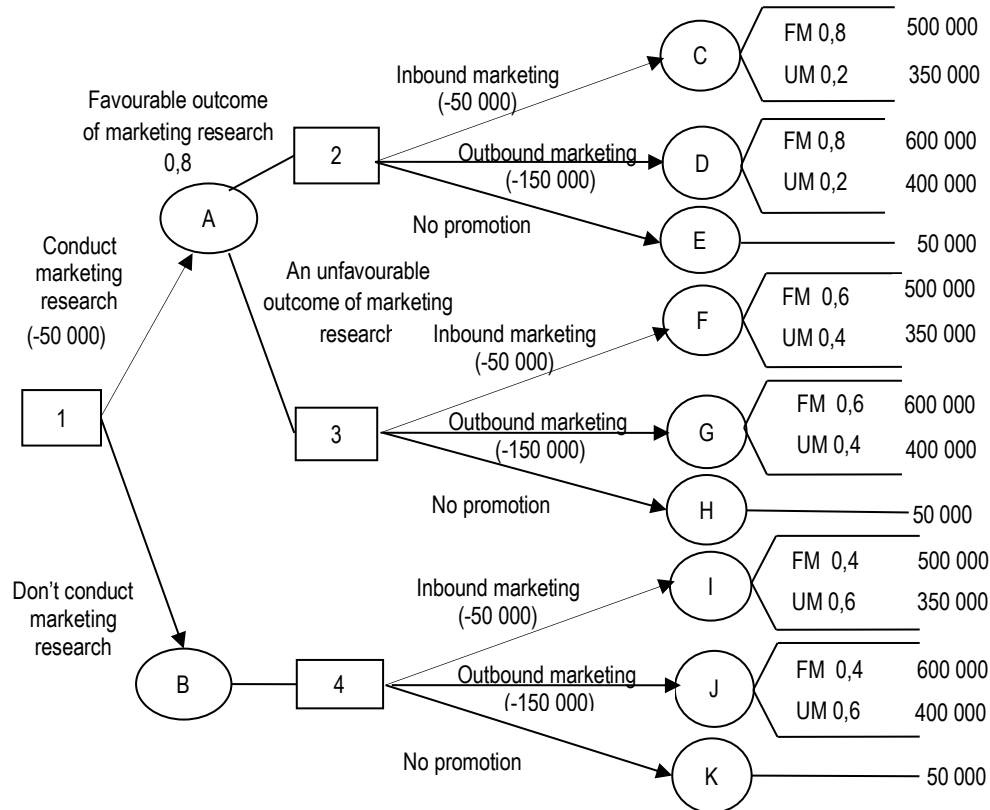 FM 0,8
500 000
C
Inbound marketing
(-50 000)
UM 0,2
350 000
Favourable outcome
of marketing research
0,8
2
Outbound marketing
(-150 000)
D
FM 0,8
600 000
UM 0,2
400 000
A
No promotion
E
50 000
Conduct
marketing
research
(-50 000)
An unfavourable
outcome of marketing
research
Inbound marketing
(-50 000)
F
FM 0,6
500 000
UM 0,4
350 000
1
3
Outbound marketing
(-150 000)
G
FM 0,6
600 000
UM 0,4
400 000
No promotion
H
50 000
Don't conduct
marketing
research
Inbound marketing
(-50 000)
I
FM 0,4
500 000
UM 0,6
350 000
B
4
Outbound marketing
(-150 000)
J
FM 0,4
600 000
UM 0,6
400 000
No promotion
K
50 000